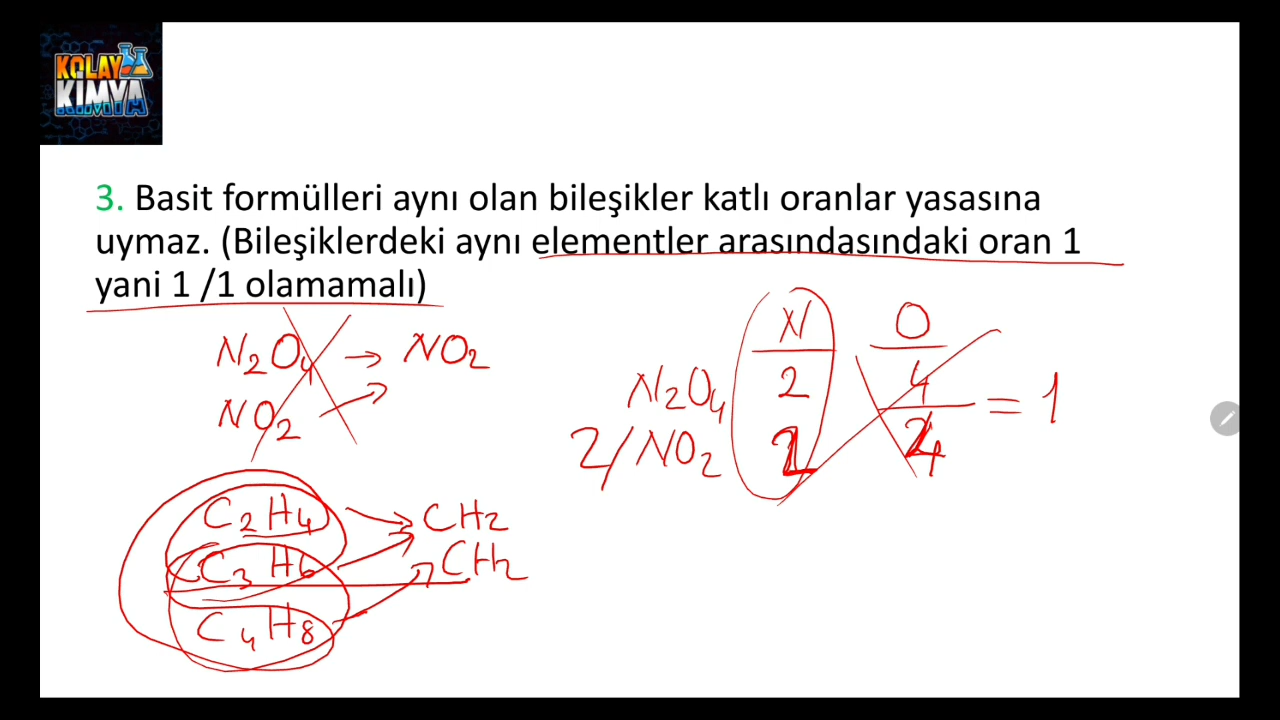 KOLAY
KİMYA
3. Basit formülleri aynı olan bileşikler katlı oranlar yasasına
uymaz. (Bileşiklerdeki aynı elementler arasındasındaki oran 1
yani 1 /1 olamamalı)
N2O4 → NO2
NO2
N O
N2O4 2 4
2/NO2 2 4 = 1
C2H4 CH2
C3H6 CH2
C4H8